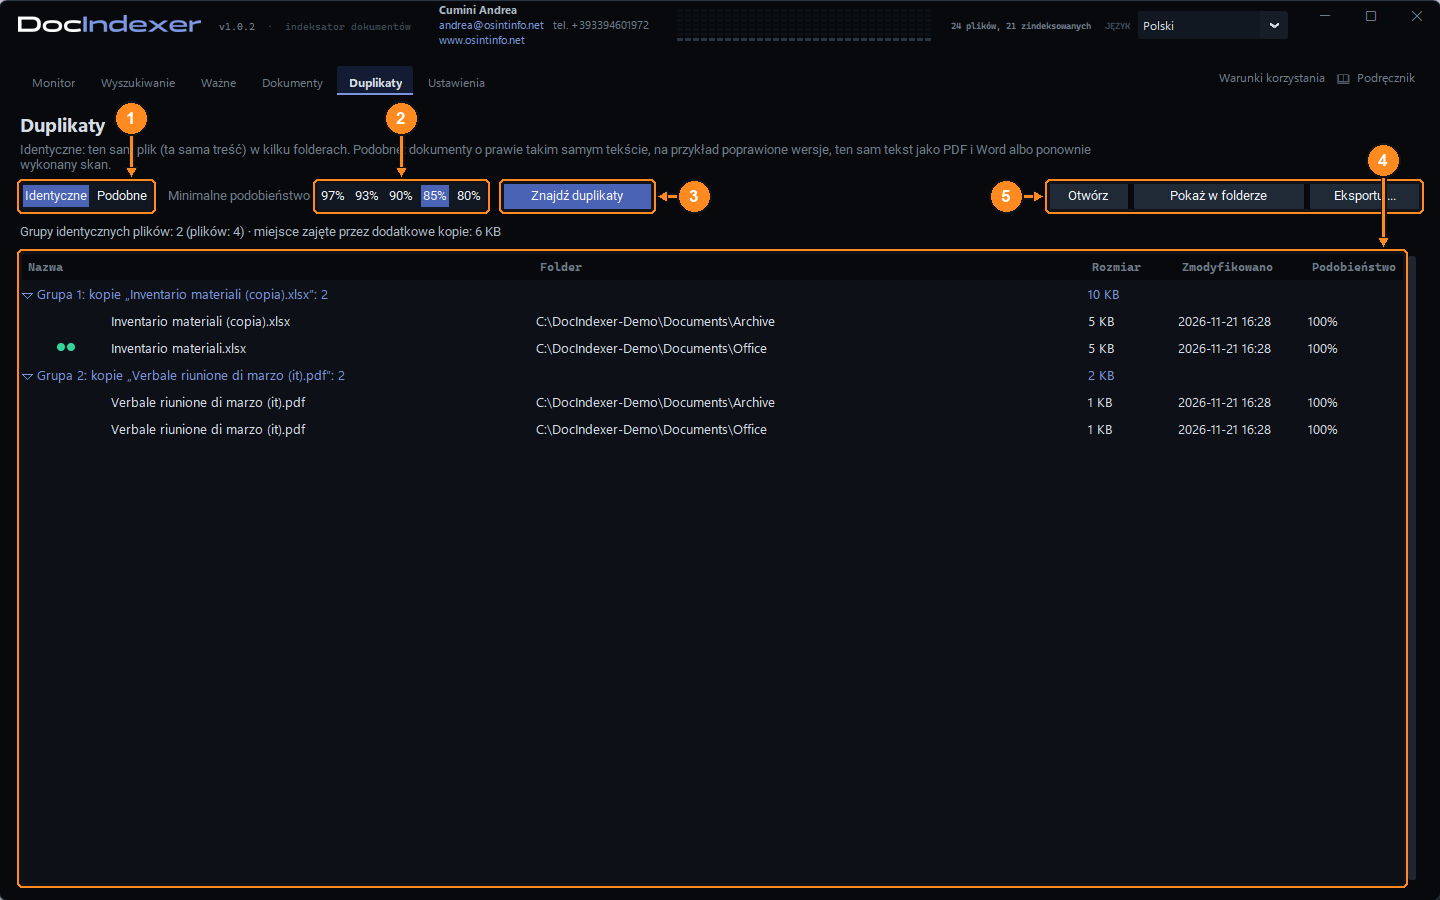 DocIndexer v1.0.2 · indeksator dokumentów
Cumini Andrea
andrea@osintinfo.net tel. +393394601972
www.osintinfo.net
24 plików, 21 zindeksowanych JĘZYK Polski
Monitor Wyszukiwanie Ważne Dokumenty Duplikaty Ustawienia
Warunki korzystania Podręcznik
Duplikaty 1 2
Identyczne: ten sam plik (ta sama treść) w kilku folderach. Podobne: dokumenty o prawie takim samym tekście, na przykład poprawione wersje, ten sam tekst jako PDF i Word albo ponownie
wykonany skan.
4
Identyczne Podobne Minimalne podobieństwo 97% 93% 90% 85% 80% Znajdź duplikaty 3 5 Otwórz Pokaż w folderze Eksportu...
Grupy identycznych plików: 2 (plików: 4) · miejsce zajęte przez dodatkowe kopie: 6 KB
Nazwa Folder Rozmiar Zmodyfikowano Podobieństwo
Grupa 1: kopie „Inventario materiali (copia).xlsx”: 2 10 KB
Inventario materiali (copia).xlsx C:\DocIndexer-Demo\Documents\Archive 5 KB 2026-11-21 16:28 100%
Inventario materiali.xlsx C:\DocIndexer-Demo\Documents\Office 5 KB 2026-11-21 16:28 100%
Grupa 2: kopie „Verbale riunione di marzo (it).pdf”: 2 2 KB
Verbale riunione di marzo (it).pdf C:\DocIndexer-Demo\Documents\Archive 1 KB 2026-11-21 16:28 100%
Verbale riunione di marzo (it).pdf C:\DocIndexer-Demo\Documents\Office 1 KB 2026-11-21 16:28 100%